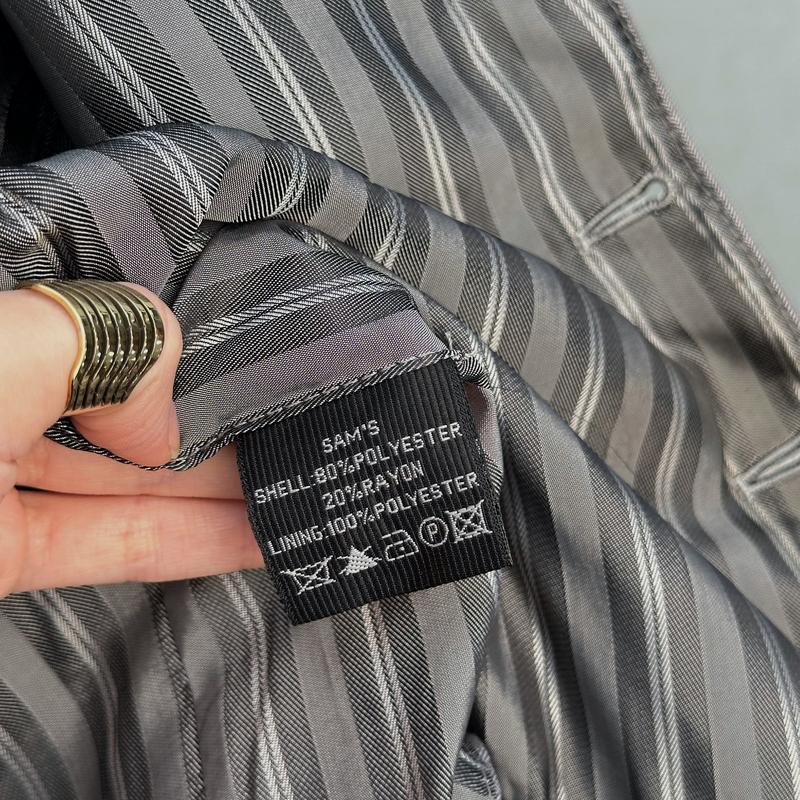 SAM'S
SHELL:80%POLYESTER
20%RAYON
LINING:100%POLYESTER
P